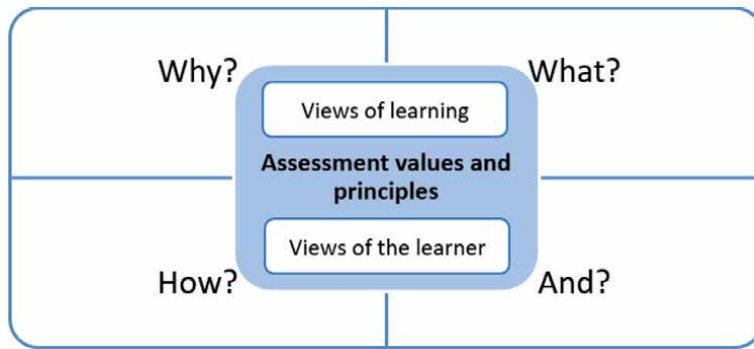 Why?
What?
Views of learning
Assessment values and
principles
Views of the learner
How?
And?